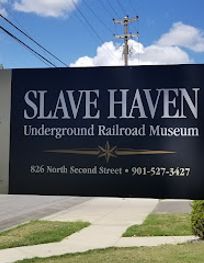 SLAVE HAVEN
Underground Railroad Museum
826 North Second Street • 901-527-3427